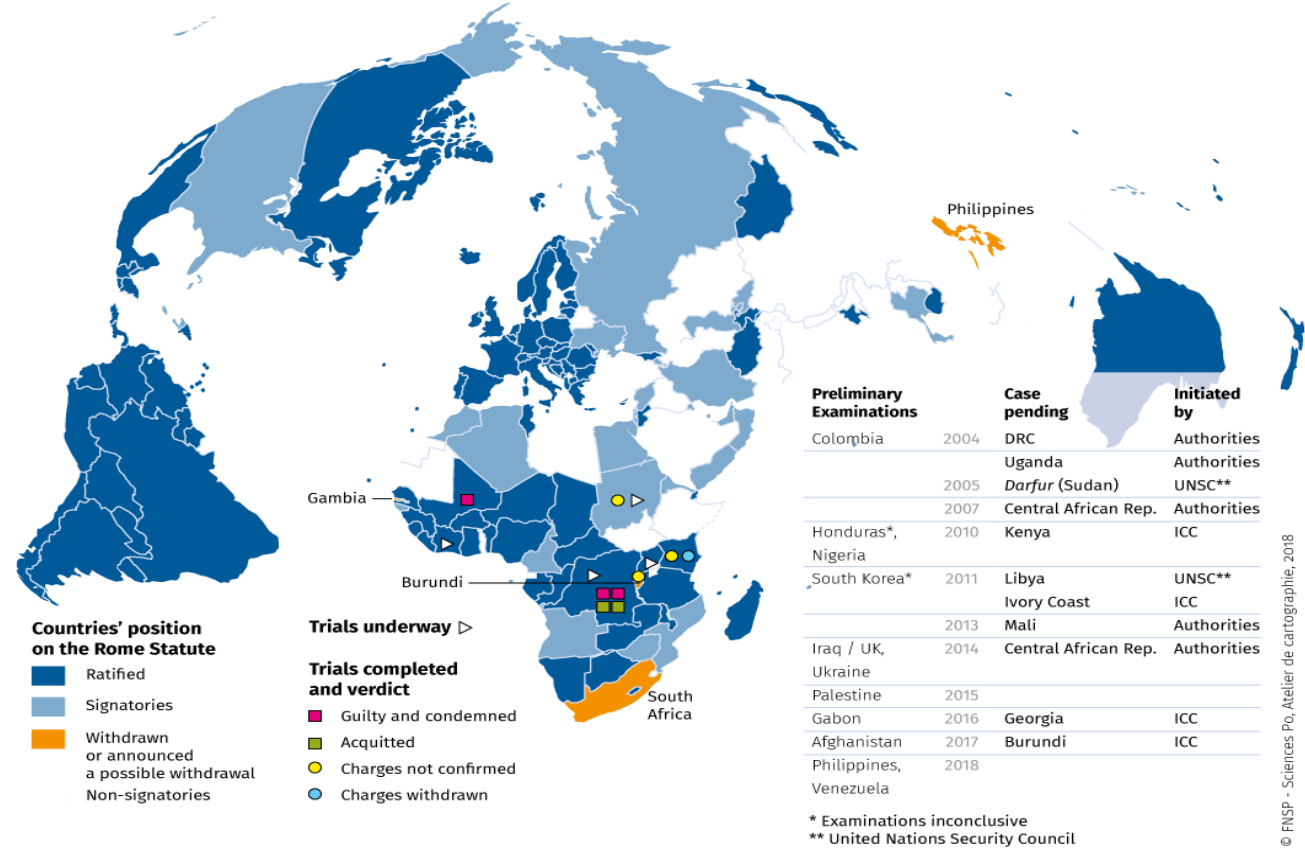 Philippines
Gambia
Burundi
South
Africa
Countries’ position
on the Rome Statute
Ratified
Signatories
Withdrawn
or announced
a possible withdrawal
Non-signatories
Trials underway
Trials completed
and verdict
Guilty and condemned
Acquitted
Charges not confirmed
Charges withdrawn
Preliminary Examinations Case pending Initiated by
Colombia 2004 DRC Authorities
Uganda Authorities
2005 Darfur (Sudan) UNSC**
2007 Central African Rep. Authorities
Honduras*, 2010 Kenya ICC
Nigeria
South Korea* 2011 Libya UNSC**
Ivory Coast ICC
2013 Mali Authorities
Iraq / UK, 2014 Central African Rep. Authorities
Ukraine
Palestine 2015
Gabon 2016 Georgia ICC
Afghanistan 2017 Burundi ICC
Philippines, 2018
Venezuela
* Examinations inconclusive
** United Nations Security Council
© FNSP - Sciences Po, Atelier de cartographie, 2018